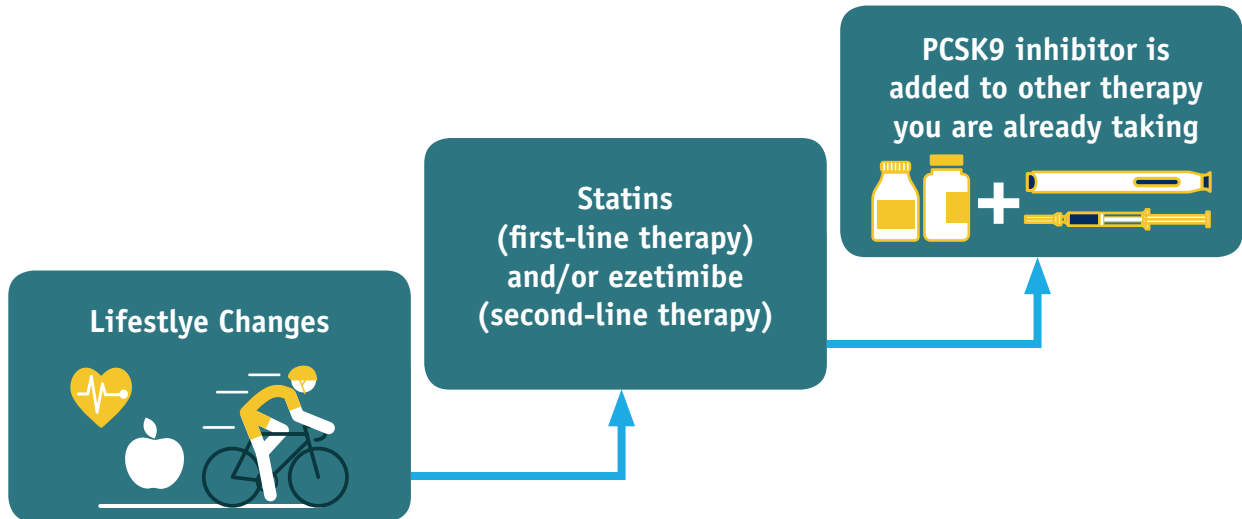 Lifestlye Changes
Statins
(first-line therapy)
and/or ezetimibe
(second-line therapy)
PCSK9 inhibitor is
added to other therapy
you are already taking